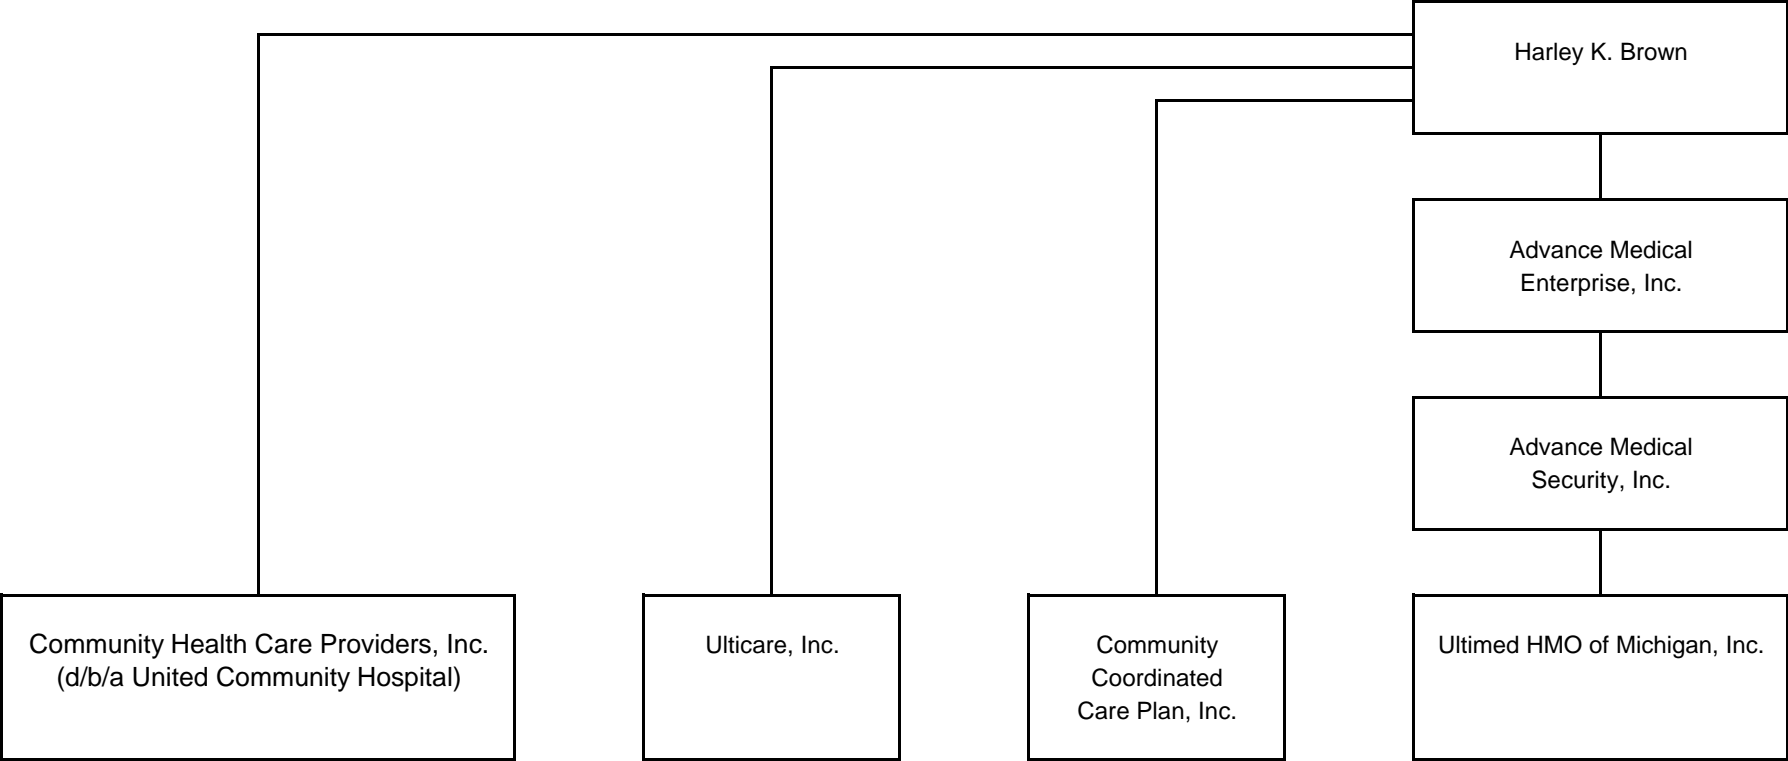 Harley K. Brown
Advance Medical
Enterprise, Inc.
Advance Medical
Security, Inc.
Community Health Care Providers, Inc.
(d/b/a United Community Hospital)
Ulticare, Inc.
Community
Coordinated
Care Plan, Inc.
Ultimed HMO of Michigan, Inc.